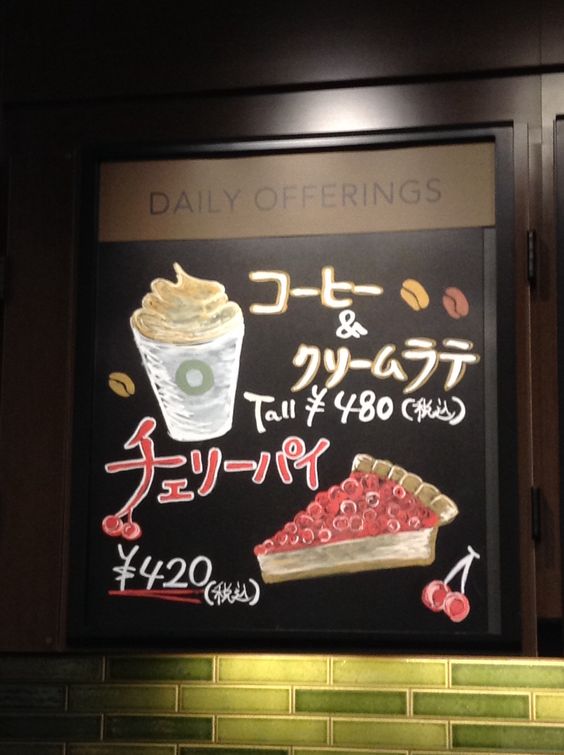 DAILY OFFERINGS
コーヒー
&
クリームラテ
Tall ¥480(税込)
チェリーパイ
¥420(税込)